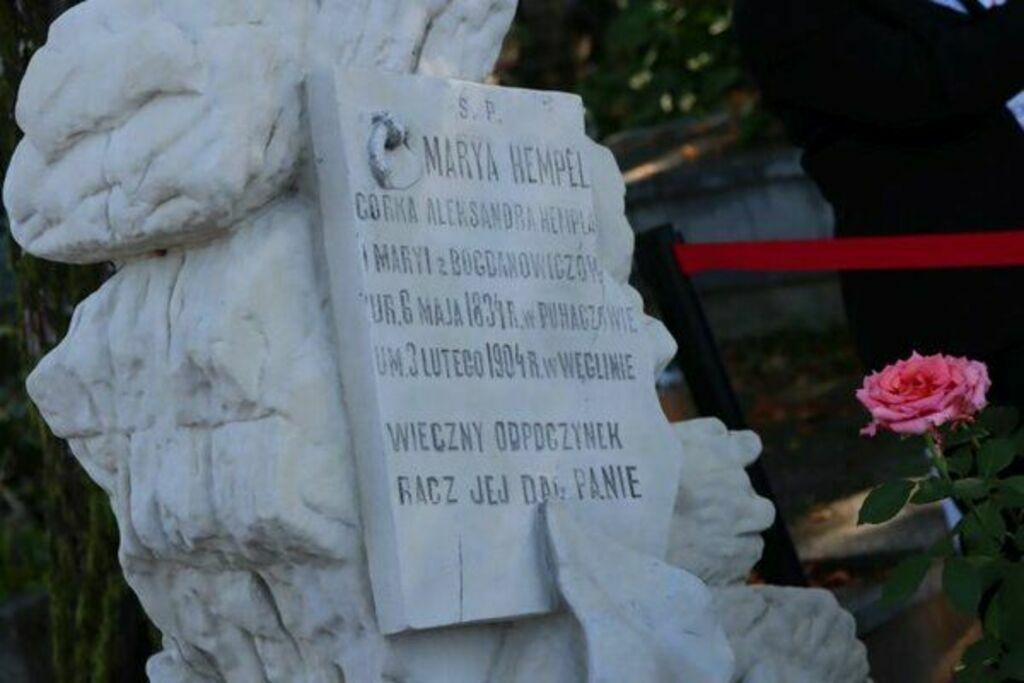 Ś. P.
MARYA HEMPEL
CÓRKA ALEKSANDRA HEMPLA
I MARYI z BOGDANOWICZÓW
UR. 6 MAJA 1834 R. w PUHACZOWIE
UM. 3 LUTEGO 1904 R. w WĘGLINIE
WIECZNY ODPOCZYNEK
RACZ JEJ DAĆ PANIE